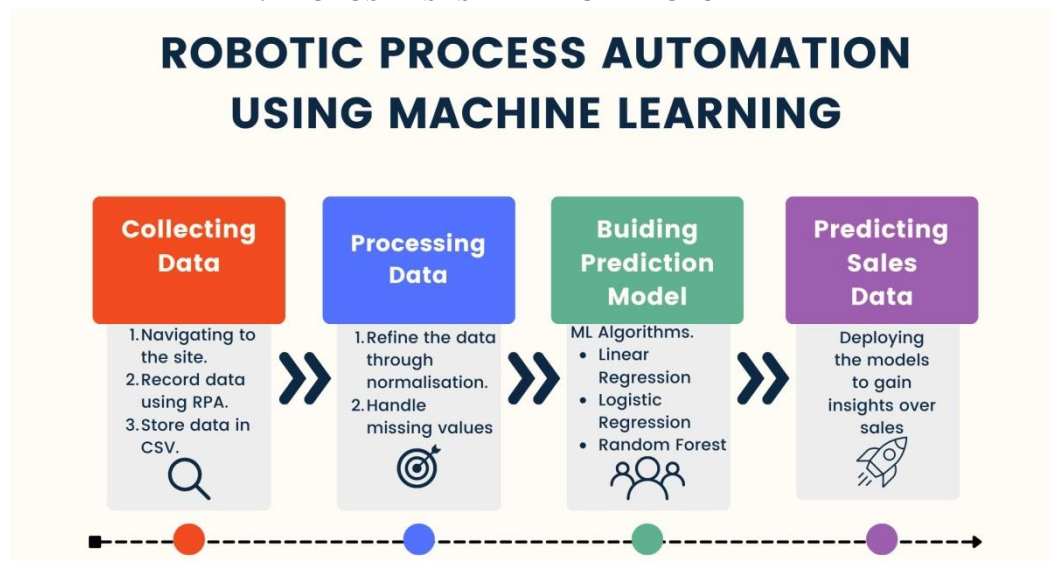 ROBOTIC PROCESS AUTOMATION
USING MACHINE LEARNING
Collecting
Data
1.Navigating to
the site.
2.Record data
using RPA.
3.Store data in
CSV.
Processing
Data
1.Refine the data
through
normalisation.
2.Handle
missing values
Buiding
Prediction
Model
ML Algorithms.
• Linear
Regression
• Logistic
Regression
• Random Forest
Predicting
Sales
Data
Deploying
the models
to gain
insights over
sales